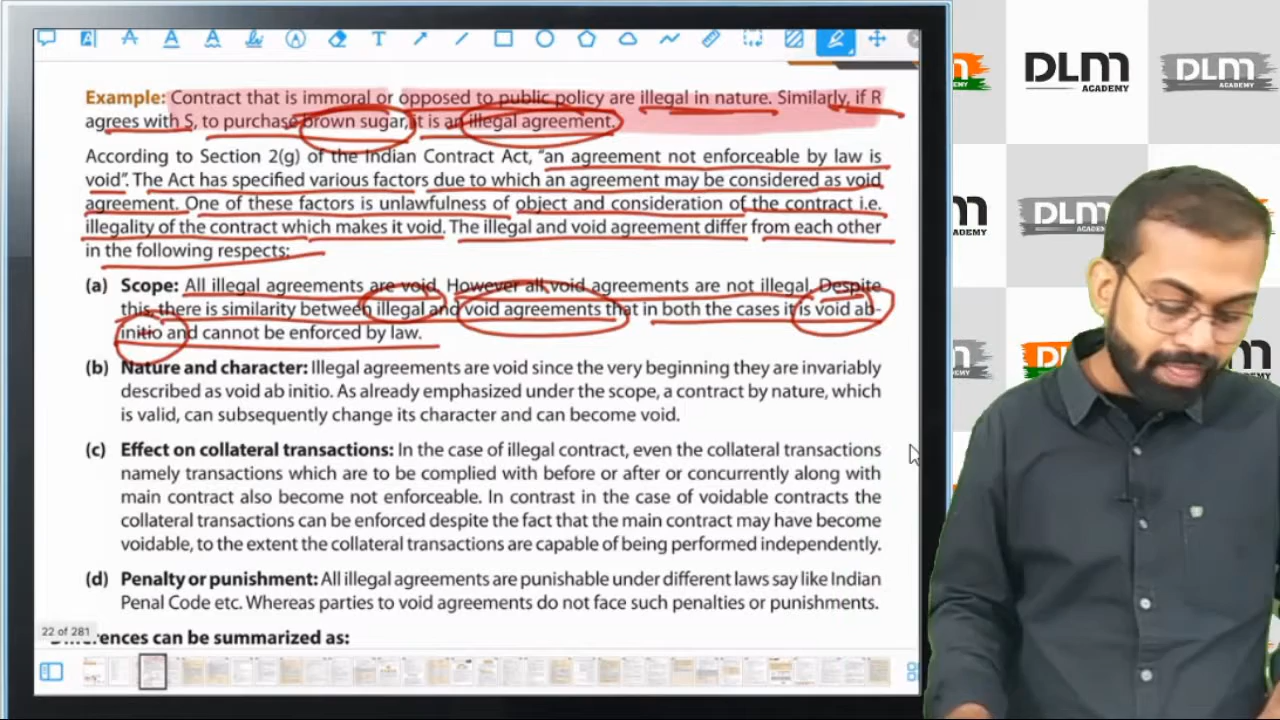 Example: Contract that is immoral or opposed to public policy are illegal in nature. Similarly, if R
agrees with S, to purchase brown sugar, it is an illegal agreement.
According to Section 2(g) of the Indian Contract Act, “an agreement not enforceable by law is
void”. The Act has specified various factors due to which an agreement may be considered as void
agreement. One of these factors is unlawfulness of object and consideration of the contract i.e.
illegality of the contract which makes it void. The illegal and void agreement differ from each other
in the following respects:
(a) Scope: All illegal agreements are void. However all void agreements are not illegal. Despite
this, there is similarity between illegal and void agreements that in both the cases it is void ab-
initio and cannot be enforced by law.
(b) Nature and character: Illegal agreements are void since the very beginning they are invariably
described as void ab initio. As already emphasized under the scope, a contract by nature, which
is valid, can subsequently change its character and can become void.
(c) Effect on collateral transactions: In the case of illegal contract, even the collateral transactions
namely transactions which are to be complied with before or after or concurrently along with
main contract also become not enforceable. In contrast in the case of voidable contracts the
collateral transactions can be enforced despite the fact that the main contract may have become
voidable, to the extent the collateral transactions are capable of being performed independently.
(d) Penalty or punishment: All illegal agreements are punishable under different laws say like Indian
Penal Code etc. Whereas parties to void agreements do not face such penalties or punishments.
22 of 281
erences can be summarized as:
DLM
ACADEMY
DLM
ACADEMY
DLM
ACADEMY
ACADEMY